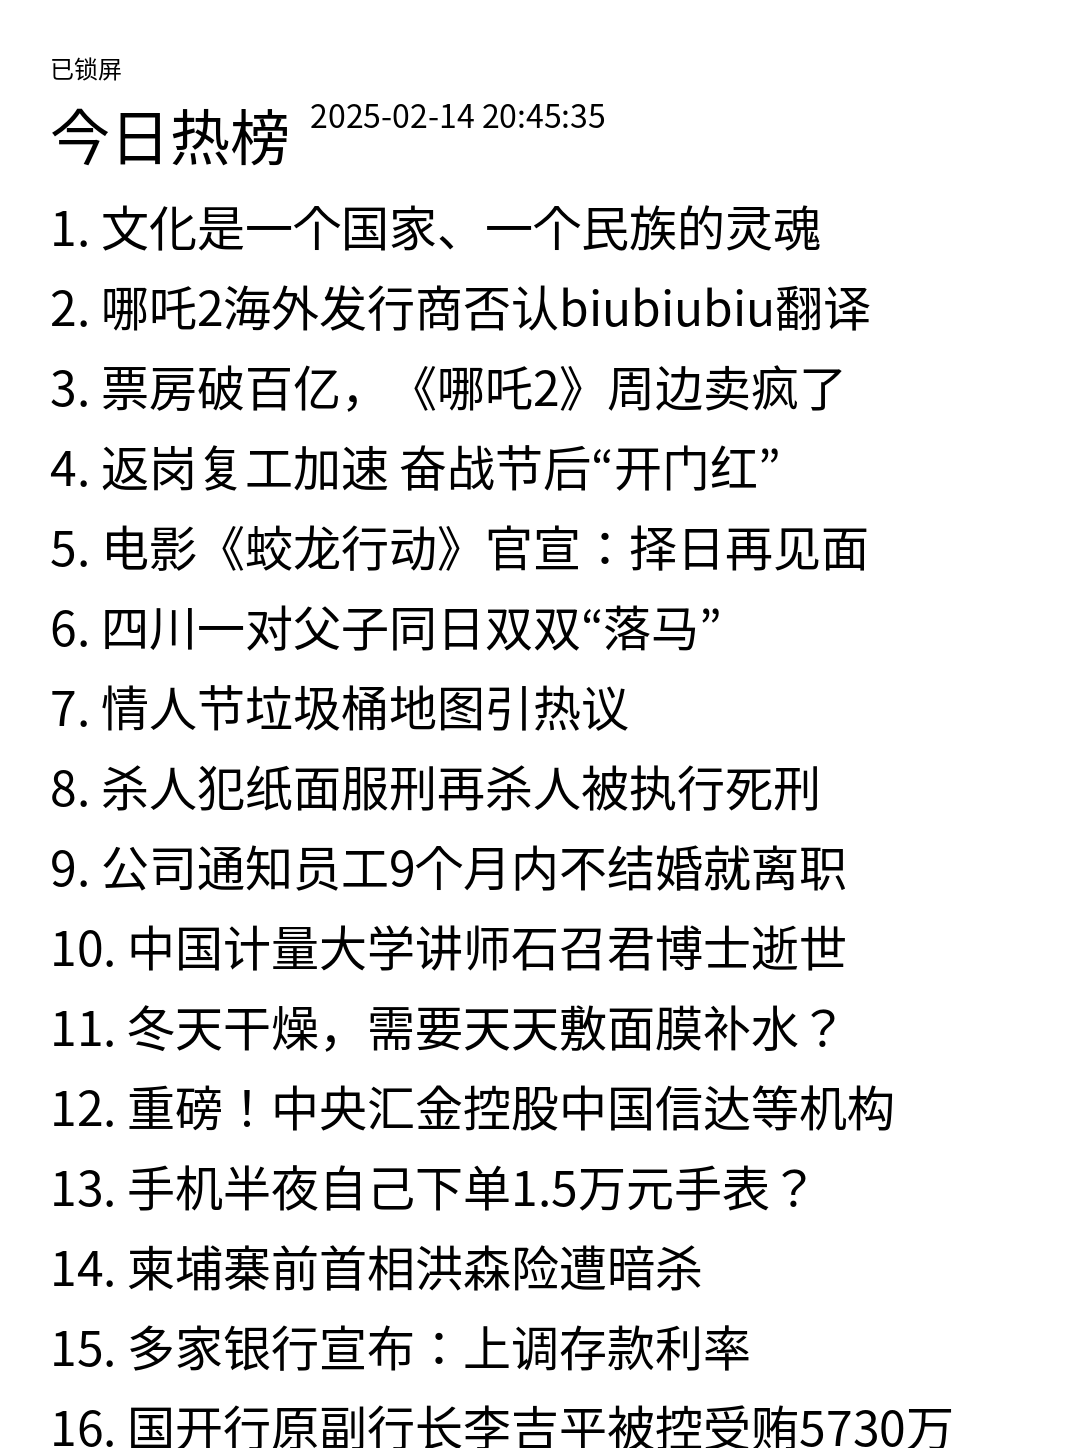 已锁屏
今日热榜 2025-02-14 20:45:35
1. 文化是一个国家、一个民族的灵魂
2. 哪吒2海外发行商否认biubiubiu翻译
3. 票房破百亿，《哪吒2》周边卖疯了
4. 返岗复工加速 奋战节后“开门红”
5. 电影《蛟龙行动》官宣：择日再见面
6. 四川一对父子同日双双“落马”
7. 情人节垃圾桶地图引热议
8. 杀人犯纸面服刑再杀人被执行死刑
9. 公司通知员工9个月内不结婚就离职
10. 中国计量大学讲师石召君博士逝世
11. 冬天干燥，需要天天敷面膜补水？
12. 重磅！中央汇金控股中国信达等机构
13. 手机半夜自己下单1.5万元手表？
14. 柬埔寨前首相洪森险遭暗杀
15. 多家银行宣布：上调存款利率
16. 国开行原副行长李吉平被控受贿5730万